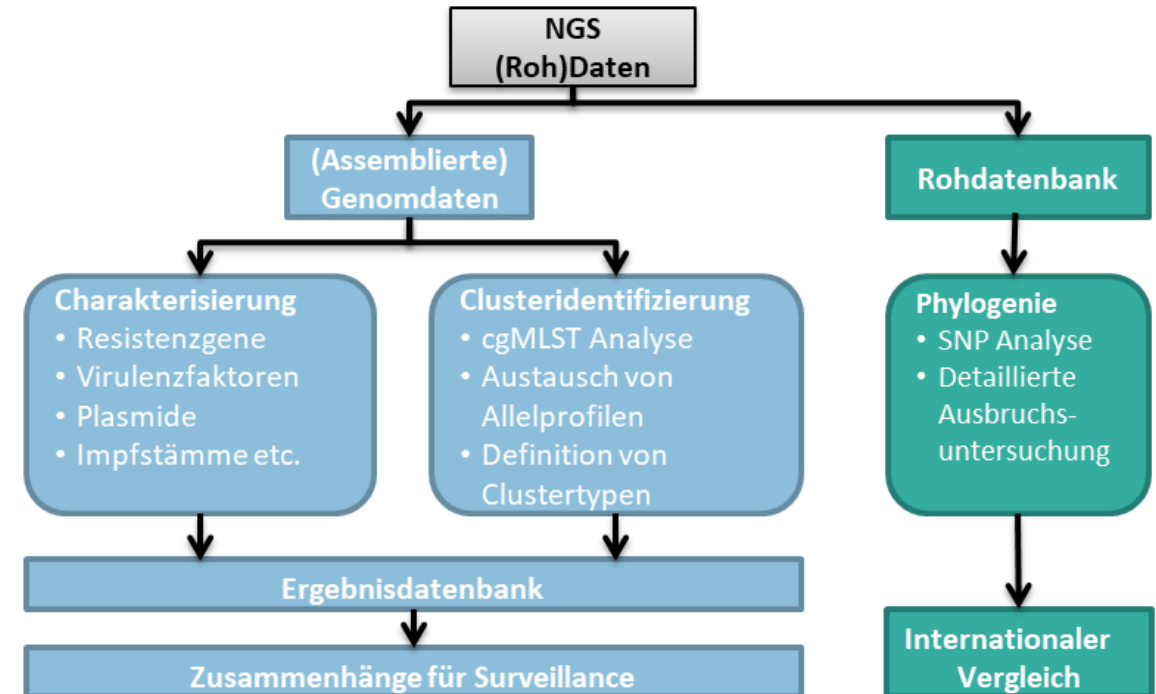 NGS
(Roh)Daten
(Assemblierte)
Genomdaten
Rohdatenbank
Charakterisierung
• Resistenzgene
• Virulenzfaktoren
• Plasmide
• Impfstämme etc.
Clusteridentifizierung
• cgMLST Analyse
• Austausch von
Allelprofilen
• Definition von
Clustertypen
Phylogenie
• SNP Analyse
• Detaillierte
Ausbruchs-
untersuchung
Ergebnisdatenbank
Zusammenhänge für Surveillance
Internationaler
Vergleich